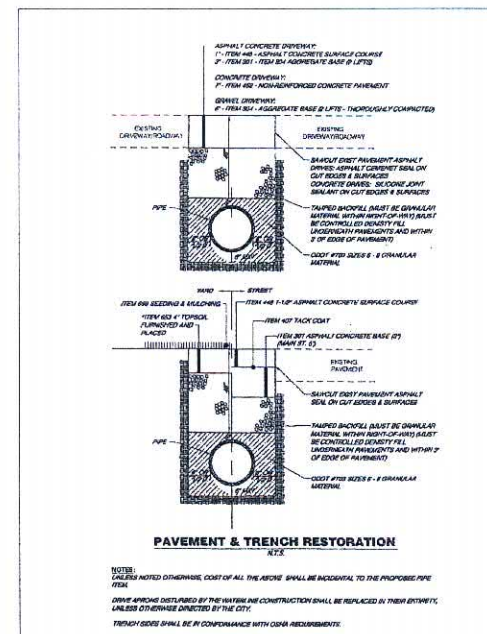 ASPHALT CONCRETE DRIVEWAY:
1" - ITEM 448 - ASPHALT CONCRETE SURFACE COURSE
ITEM 304 AGGREGATE BASE (2 LIFTS)
CONCRETE DRIVEWAY:
7" - ITEM 452 - NON-REINFORCED CONCRETE PAVEMENT
GRAVEL DRIVEWAY:
ITEM 304 - AGGREGATE BASE (2 LIFTS - THOROUGHLY COMPACTED)
EXISTING
DRIVEWAY/ROADWAY
EXISTING
DRIVEWAY/ROADWAY
SAWCUT EXIST PAVEMENT ASPHALT
DRIVES: ASPHALT CEMENT SEAL ON
CUT EDGES & SURFACES
CONCRETE DRIVES: SILICONE JOINT
SEALANT ON CUT EDGES & SURFACES
TAMPED BACKFILL (MUST BE GRANULAR
MATERIAL WITHIN RIGHT-OF-WAY) (MUST
BE CONTROLLED DENSITY FILL
UNDERNEATH PAVEMENTS AND WITHIN
OF EDGE OF PAVEMENT)
PIPE
ODOT #703 SIZES 6 - 8 GRANULAR
MATERIAL
YARD
STREET
ITEM 659 SEEDING & MULCHING
ITEM 448 1-1/2" ASPHALT CONCRETE SURFACE COURSE
*ITEM 653 4" TOPSOIL
FURNISHED AND
PLACED
ITEM 407 TACK COAT
ITEM 301 ASPHALT CONCRETE BASE
(MAIN ST.
EXISTING
PAVEMENT
SAWCUT EXIST PAVEMENT ASPHALT
SEAL ON CUT EDGES & SURFACES
TAMPED BACKFILL (MUST BE GRANULAR
MATERIAL WITHIN RIGHT-OF-WAY) (MUST
BE CONTROLLED DENSITY FILL
UNDERNEATH PAVEMENTS AND WITHIN
OF EDGE OF PAVEMENT)
PIPE
ODOT #703 SIZES 6 - 8 GRANULAR
MATERIAL
PAVEMENT & TRENCH RESTORATION
N.T.S.
NOTES:
UNLESS NOTED OTHERWISE, COST OF ALL THE ABOVE SHALL BE INCIDENTAL TO THE PROPOSED PIPE
ITEM.
DRIVE APRONS DISTURBED BY THE WATERLINE CONSTRUCTION SHALL BE REPLACED IN THEIR ENTIRETY,
UNLESS OTHERWISE DIRECTED BY THE CITY.
TRENCH SIDES SHALL BE IN CONFORMANCE WITH OSHA REQUIREMENTS.